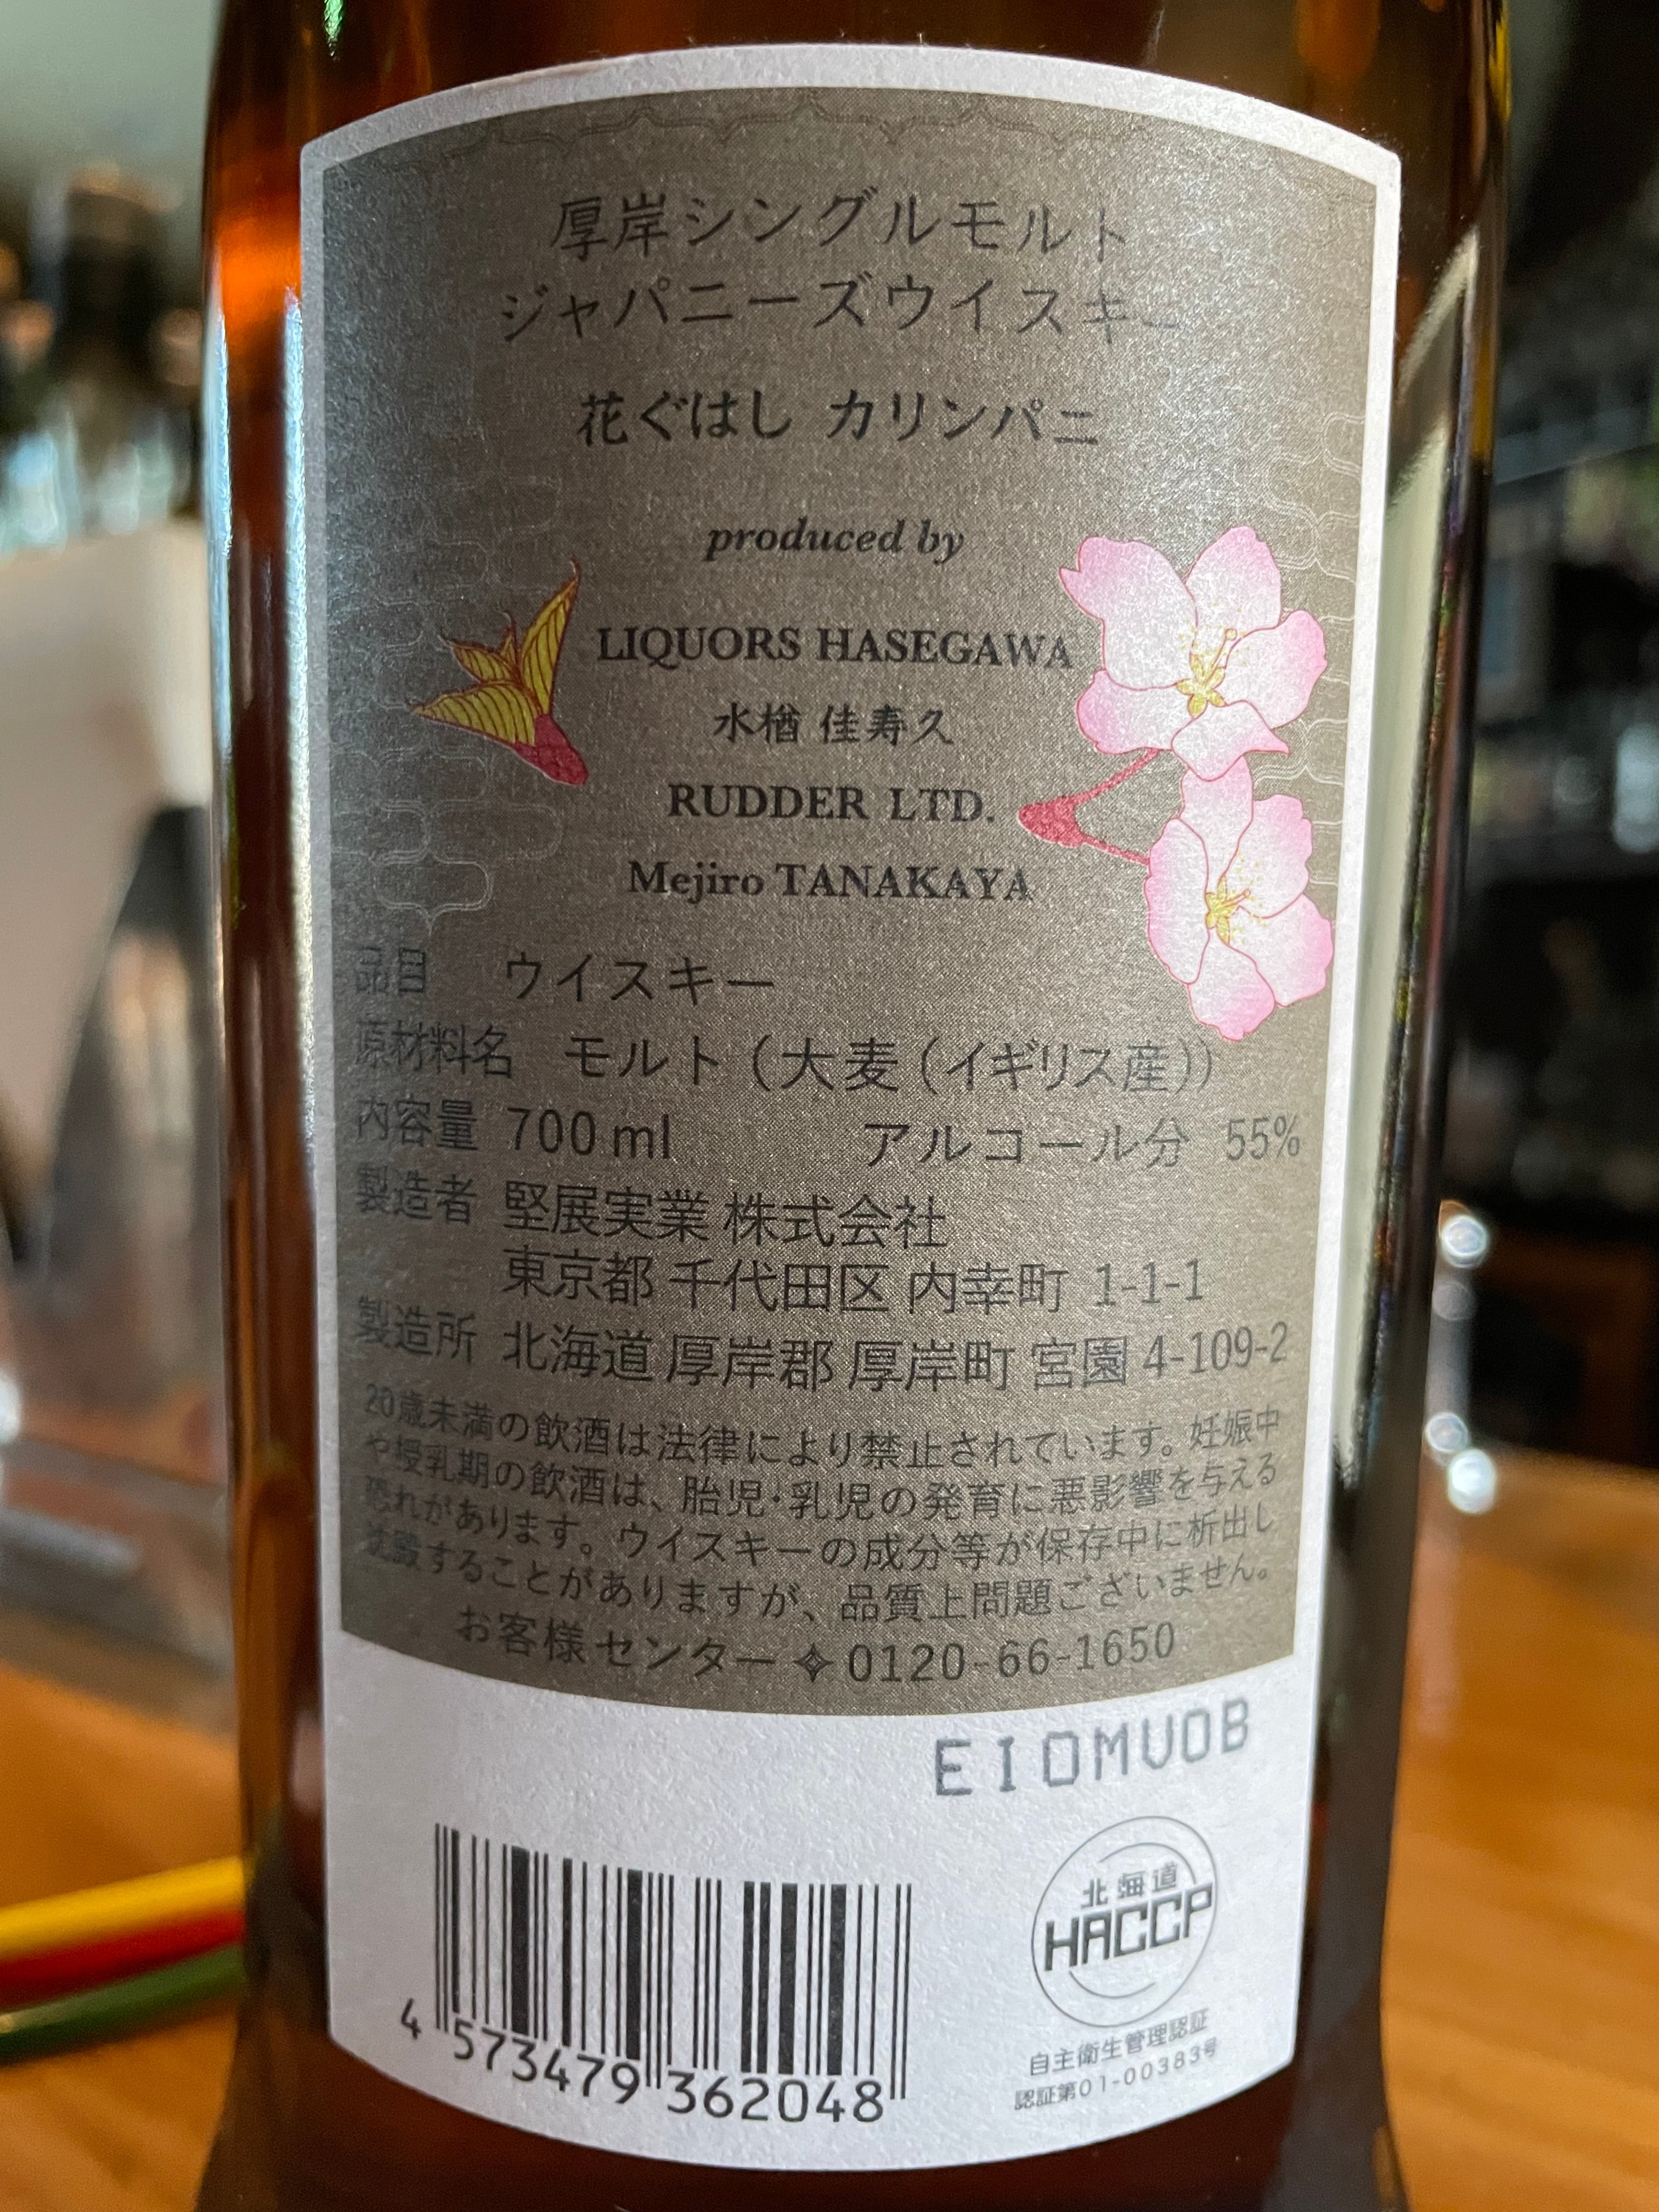 厚岸シングルモルト
ジャパニーズウイスキー
花ぐはし カリンパニ
produced by
LIQUORS HASEGAWA
水楢 佳寿久
RUDDER LTD.
Mejiro TANAKAYA
品目 ウイスキー
原材料名 モルト（大麦（イギリス産））
内容量 700ml アルコール分 55%
製造者 堅展実業 株式会社
東京都 千代田区 内幸町 1-1-1
製造所 北海道 厚岸郡 厚岸町 宮園 4-109-2
20歳未満の飲酒は法律により禁止されています。妊娠中
や授乳期の飲酒は、胎児・乳児の発育に悪影響を与える
恐れがあります。ウイスキーの成分等が保存中に析出し
沈澱することがありますが、品質上問題ございません。
お客様センター✧0120-66-1650
EIOMUOB
北海道
HACCP
自主衛生管理認証
認証第01-00383号
4 573479 362048